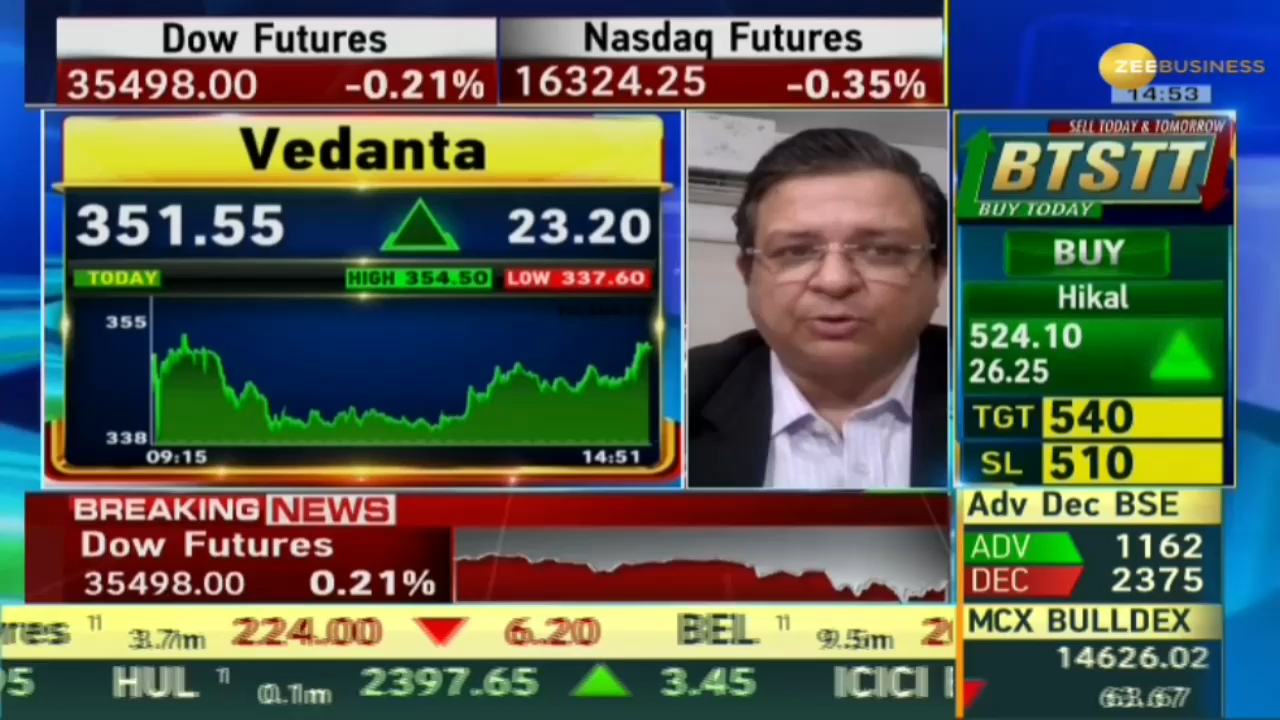 Dow Futures
35498.00 -0.21%
Nasdaq Futures
16324.25 -0.35%
ZEEBUSINESS
14:53
Vedanta
351.55 23.20
TODAY HIGH 354.50 LOW 337.60
355
338
09:15 14:51
SELL TODAY & TOMORROW
BTSTT
BUY TODAY
BUY
Hikal
524.10
26.25
TGT 540
SL 510
BREAKING NEWS
Dow Futures
35498.00 0.21%
Adv Dec BSE
ADV 1162
DEC 2375
MCX BULLDEX
14626.02
63.67
224.00 6.20 BEL 11 9.5m
HUL 11 0.1m 2397.65 3.45 ICICI